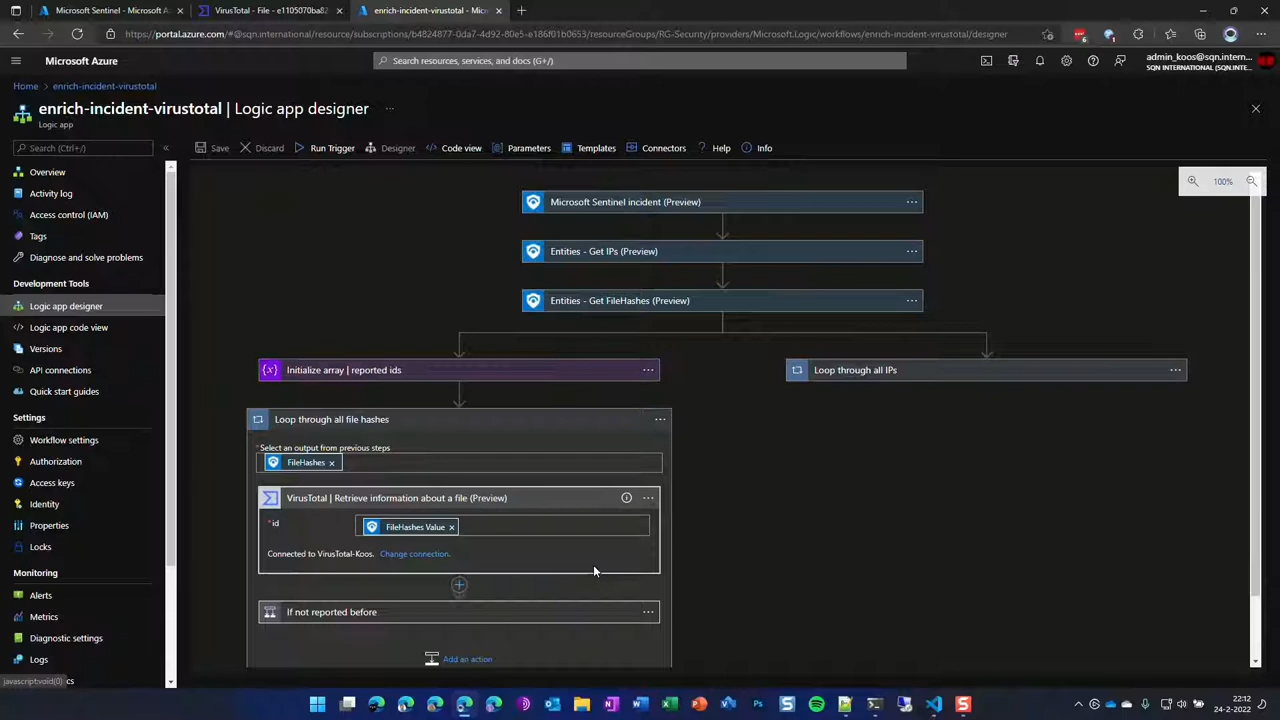 Microsoft Sentinel - Microsoft A
VirusTotal - File - e1105070ba82
enrich-incident-virustotal - Mic
https://portal.azure.com/#@sqn.international/resource/subscriptions/b4824877-0da7-4d92-80e5-e186f0165653/resourceGroups/RG-Security/providers/Microsoft.Logic/workflows/enrich-incident-virustotal/designer
Microsoft Azure
Search resources, services, and docs (G+/)
admin_koos@sqn.intern...
SQN INTERNATIONAL (SQN.INTE...
Home > enrich-incident-virustotal >
enrich-incident-virustotal | Logic app designer ...
Logic app
Search (Ctrl+/)
Save Discard Run Trigger Designer Code view Parameters Templates Connectors Help Info
100%
Overview
Activity log
Access control (IAM)
Tags
Diagnose and solve problems
Development Tools
Logic app designer
Logic app code view
Versions
API connections
Quick start guides
Settings
Workflow settings
Authorization
Access keys
Identity
Properties
Locks
Monitoring
Alerts
Metrics
Diagnostic settings
Logs
javascript:void(0)
cs
Microsoft Sentinel incident (Preview)
Entities - Get IPs (Preview)
Entities - Get FileHashes (Preview)
Initialize array | reported ids
Loop through all IPs
Loop through all file hashes
* Select an output from previous steps
FileHashes ×
VirusTotal | Retrieve information about a file (Preview)
* id
FileHashes Value ×
Connected to VirusTotal-Koos. Change connection.
If not reported before
Add an action
22:12
24-2-2022